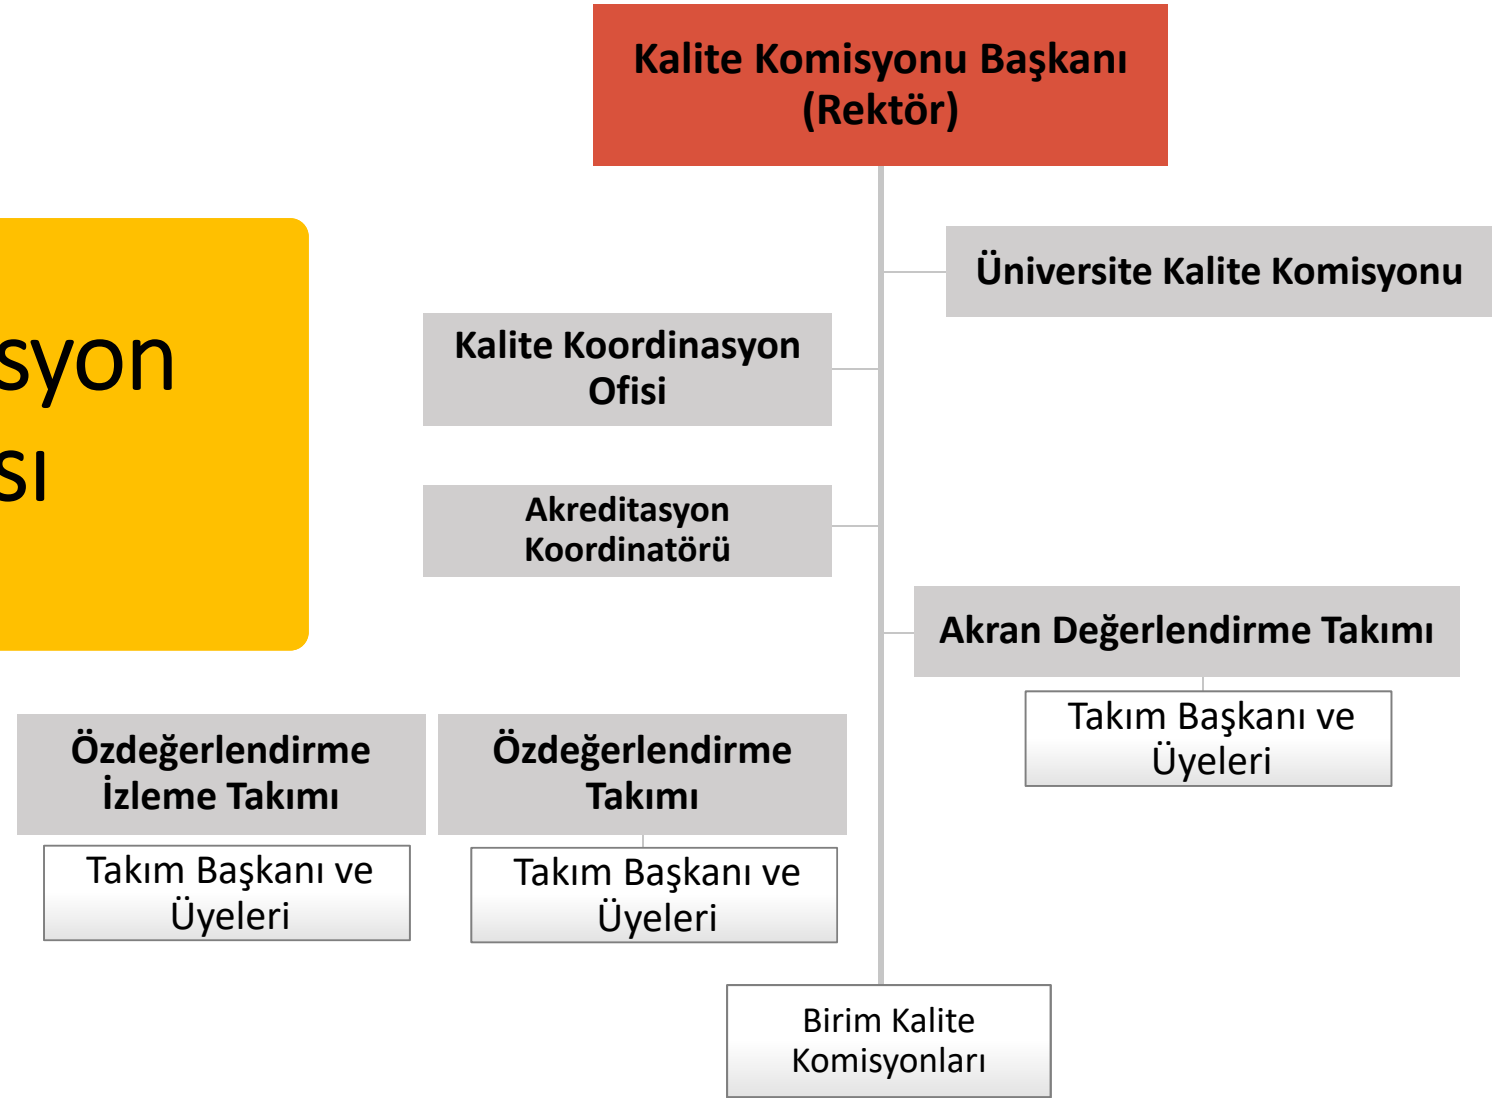 Kalite Komisyonu Başkanı
(Rektör)
Üniversite Kalite Komisyonu
syon
sı
Kalite Koordinasyon
Ofisi
Akreditasyon
Koordinatörü
Akran Değerlendirme Takımı
Takım Başkanı ve
Üyeleri
Özdeğerlendirme
İzleme Takımı
Takım Başkanı ve
Üyeleri
Özdeğerlendirme
Takımı
Takım Başkanı ve
Üyeleri
Birim Kalite
Komisyonları